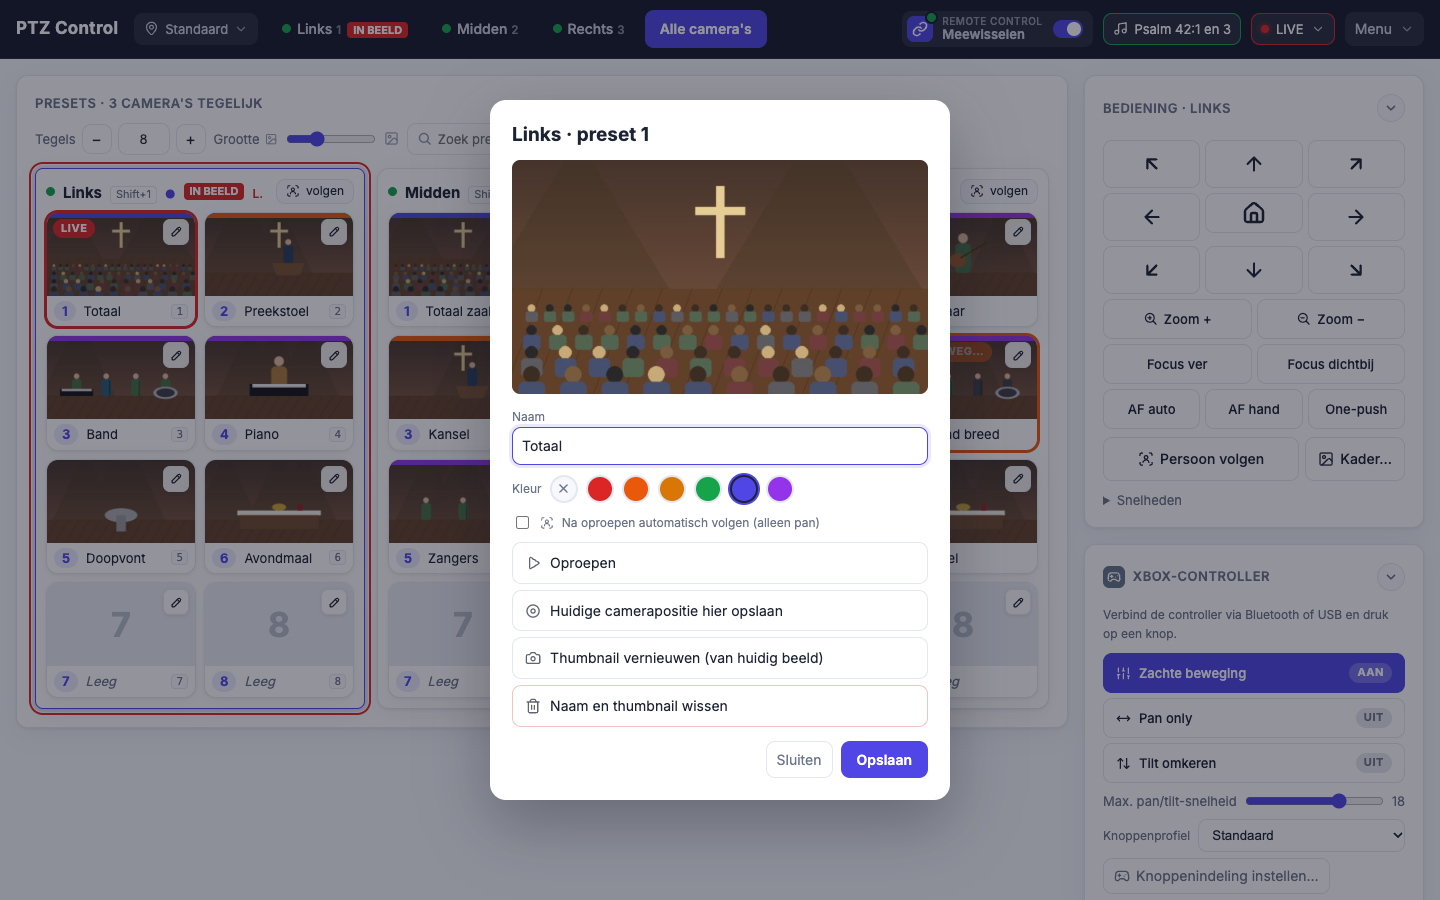 PTZ Control
Standaard
Links 1 IN BEELD
Midden 2
Rechts 3
Alle camera's
REMOTE CONTROL
Meewisselen
Psalm 42:1 en 3
LIVE
Menu
PRESETS · 3 CAMERA'S TEGELIJK
Tegels − 8 + Grootte Zoek pre
Links Shift+1 IN BEELD L. volgen
Midden Shi
volgen
LIVE
1 Totaal 1
2 Preekstoel 2
1 Totaal zaal
ar
3 Band 3
4 Piano 4
3 Kansel
WEG...
d breed
5 Doopvont 5
6 Avondmaal 6
5 Zangers
el
7
8
7
8
7 Leeg 7
8 Leeg 8
7 Leeg
g
Links · preset 1
Naam
Totaal
Kleur
Na oproepen automatisch volgen (alleen pan)
Oproepen
Huidige camerapositie hier opslaan
Thumbnail vernieuwen (van huidig beeld)
Naam en thumbnail wissen
Sluiten
Opslaan
BEDIENING · LINKS
Zoom +
Zoom −
Focus ver
Focus dichtbij
AF auto
AF hand
One-push
Persoon volgen
Kader...
Snelheden
XBOX-CONTROLLER
Verbind de controller via Bluetooth of USB en druk
op een knop.
Zachte beweging AAN
Pan only UIT
Tilt omkeren UIT
Max. pan/tilt-snelheid 18
Knoppenprofiel Standaard
Knoppenindeling instellen...